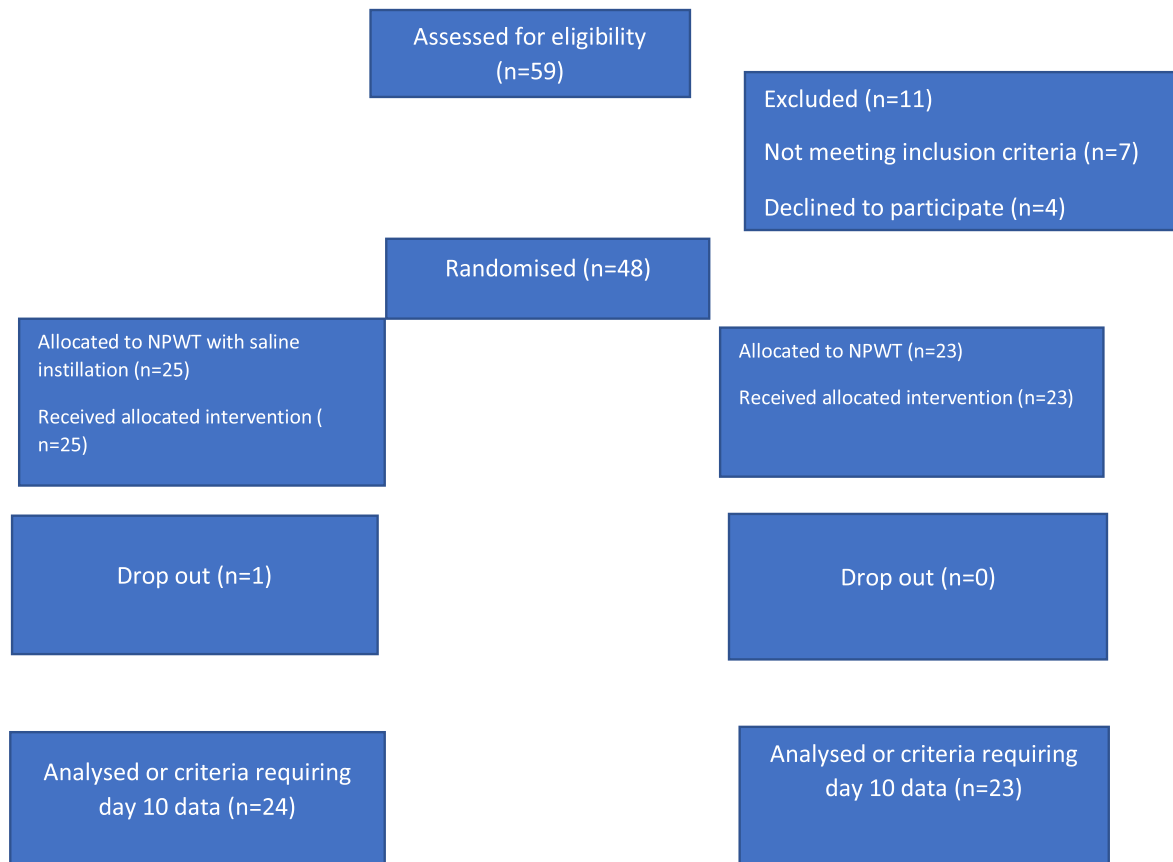 Assessed for eligibility
(n=59)
Excluded (n=11)
Not meeting inclusion criteria (n=7)
Declined to participate (n=4)
Randomised (n=48)
Allocated to NPWT with saline
instillation (n=25)
Received allocated intervention (
n=25)
Allocated to NPWT (n=23)
Received allocated intervention (n=23)
Drop out (n=1)
Drop out (n=0)
Analysed or criteria requiring
day 10 data (n=24)
Analysed or criteria requiring
day 10 data (n=23)